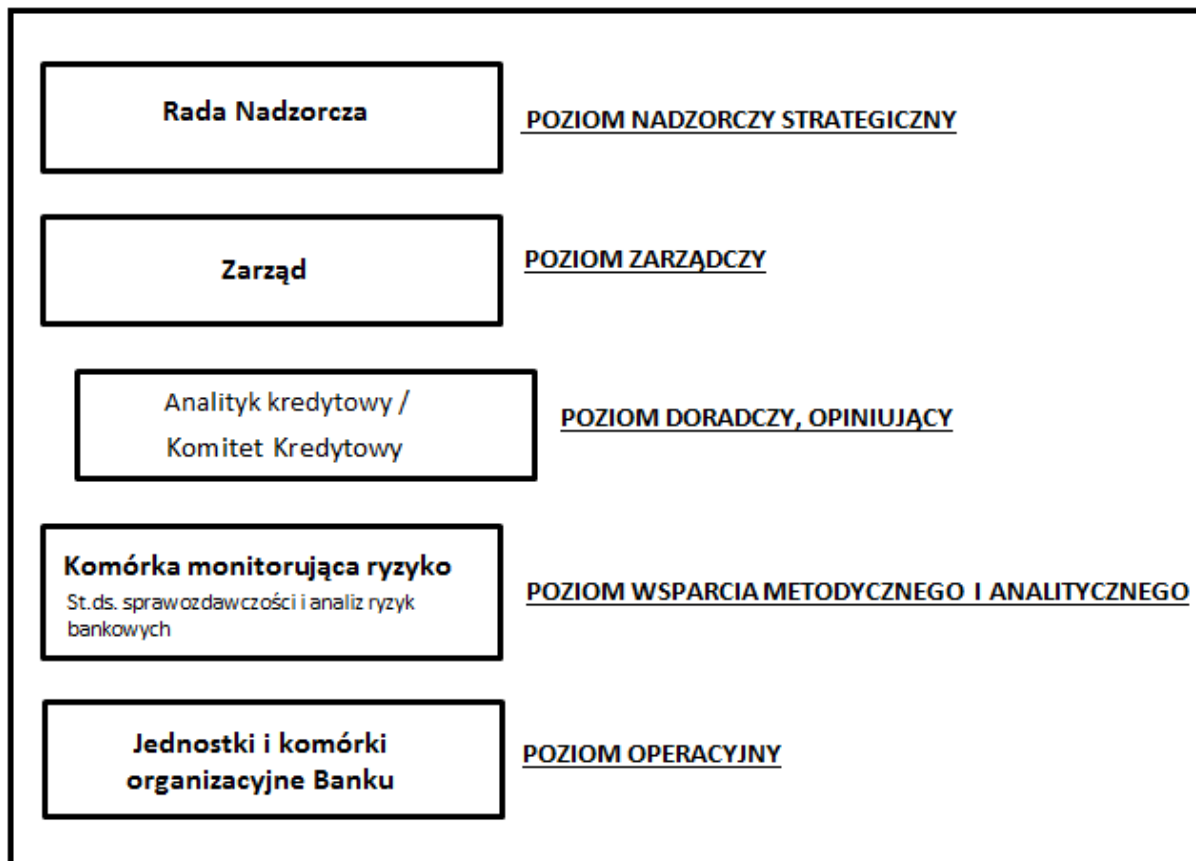 Rada Nadzorcza
POZIOM NADZORCZY STRATEGICZNY
Zarząd
POZIOM ZARZĄDCZY
Analityk kredytowy /
Komitet Kredytowy
POZIOM DORADCZY, OPINIUJĄCY
Komórka monitorująca ryzyko
St.ds. sprawozdawczości i analiz ryzyk
bankowych
POZIOM WSPARCIA METODYCZNEGO I ANALITYCZNEGO
Jednostki i komórki
organizacyjne Banku
POZIOM OPERACYJNY